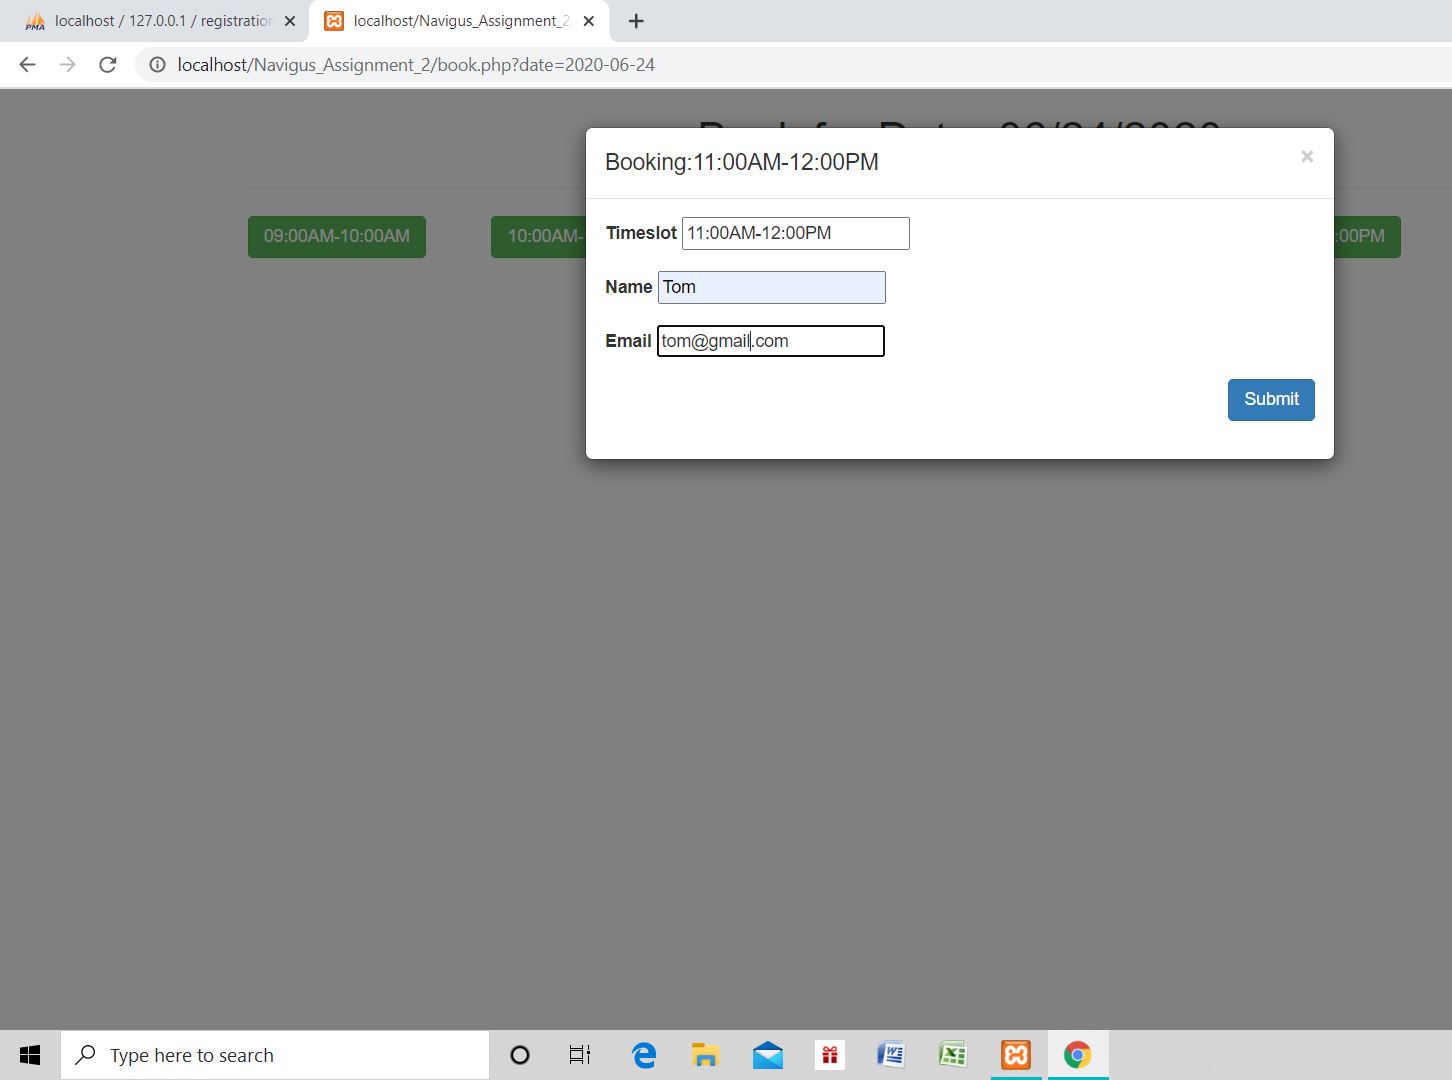 localhost / 127.0.0.1 / registration
localhost/Navigus_Assignment_2
localhost/Navigus_Assignment_2/book.php?date=2020-06-24
Booking:11:00AM-12:00PM
×
09:00AM-10:00AM
10:00AM-
:00PM
Timeslot 11:00AM-12:00PM
Name Tom
Email tom@gmail.com
Submit
Type here to search